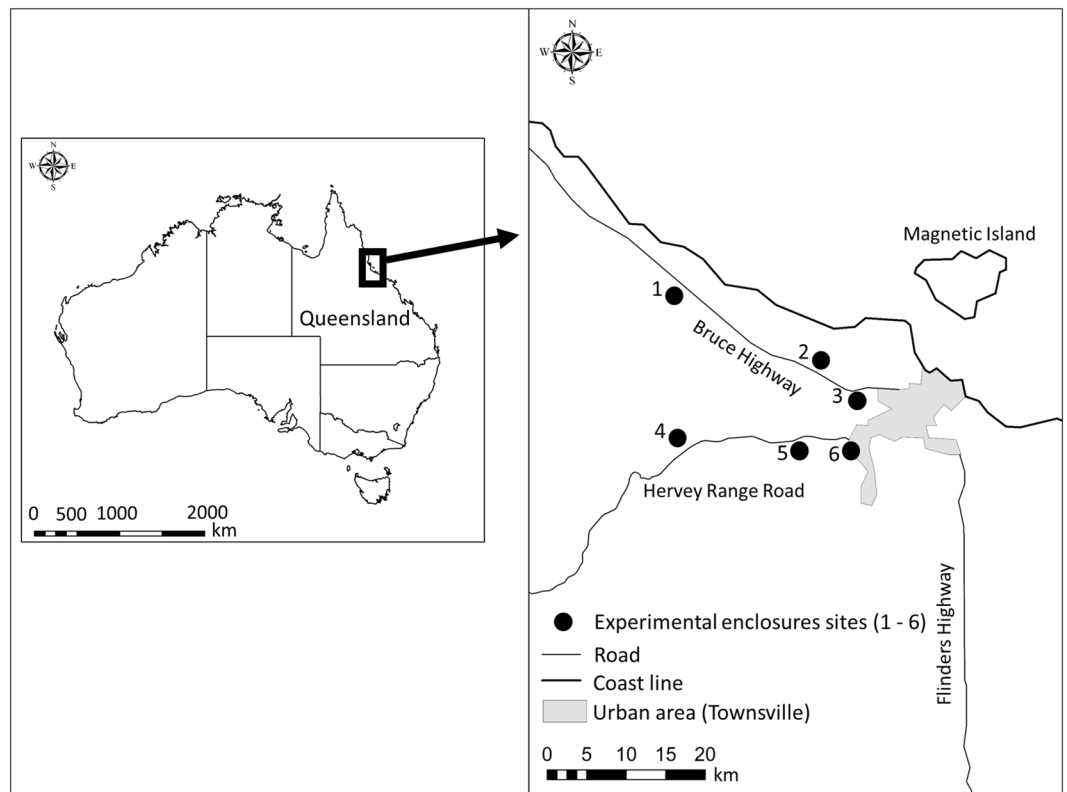 N
W E
S
Queensland
0 500 1000 2000
km
N
W E
S
Magnetic Island
1
Bruce Highway
2
3
4
5
6
Hervey Range Road
Flinders Highway
Experimental enclosures sites (1 - 6)
Road
Coast line
Urban area (Townsville)
0 5 10 15 20
km